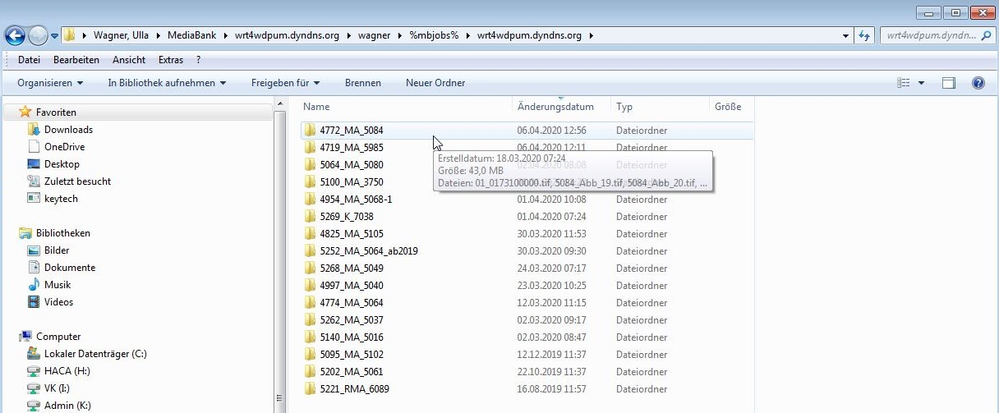 Wagner, Ulla ▸ MediaBank ▸ wrt4wdpum.dyndns.org ▸ wagner ▸ %mbjobs% ▸ wrt4wdpum.dyndns.org ▸ wrt4wdpum.dyn...
Datei Bearbeiten Ansicht Extras ?
Organisieren In Bibliothek aufnehmen Freigeben für Brennen Neuer Ordner
Favoriten
Downloads
OneDrive
Desktop
Zuletzt besucht
keytech
Bibliotheken
Bilder
Dokumente
Musik
Videos
Computer
Lokaler Datenträger (C:)
HACA (H:)
VK (I:)
Admin (K:)
Name Änderungsdatum Typ Größe
4772_MA_5084 06.04.2020 12:56 Dateiordner
4719_MA_5985 06.04.2020 12:11 Dateiordner
Erstelldatum: 18.03.2020 07:24
Größe: 43,0 MB
Dateien: 01_0173100000.tif, 5084_Abb_19.tif, 5084_Abb_20.tif, ...
5064_MA_5080 02.04.2020 08:08 Dateiordner
5100_MA_3750
4954_MA_5068-1 01.04.2020 10:08 Dateiordner
5269_K_7038 01.04.2020 07:24 Dateiordner
4825_MA_5105 30.03.2020 11:53 Dateiordner
5252_MA_5064_ab2019 30.03.2020 09:30 Dateiordner
5268_MA_5049 24.03.2020 07:17 Dateiordner
4997_MA_5040 23.03.2020 10:25 Dateiordner
4774_MA_5064 12.03.2020 11:15 Dateiordner
5262_MA_5037 02.03.2020 09:17 Dateiordner
5140_MA_5016 02.03.2020 08:47 Dateiordner
5095_MA_5102 12.12.2019 11:37 Dateiordner
5202_MA_5061 22.10.2019 11:37 Dateiordner
5221_RMA_6089 16.08.2019 11:57 Dateiordner